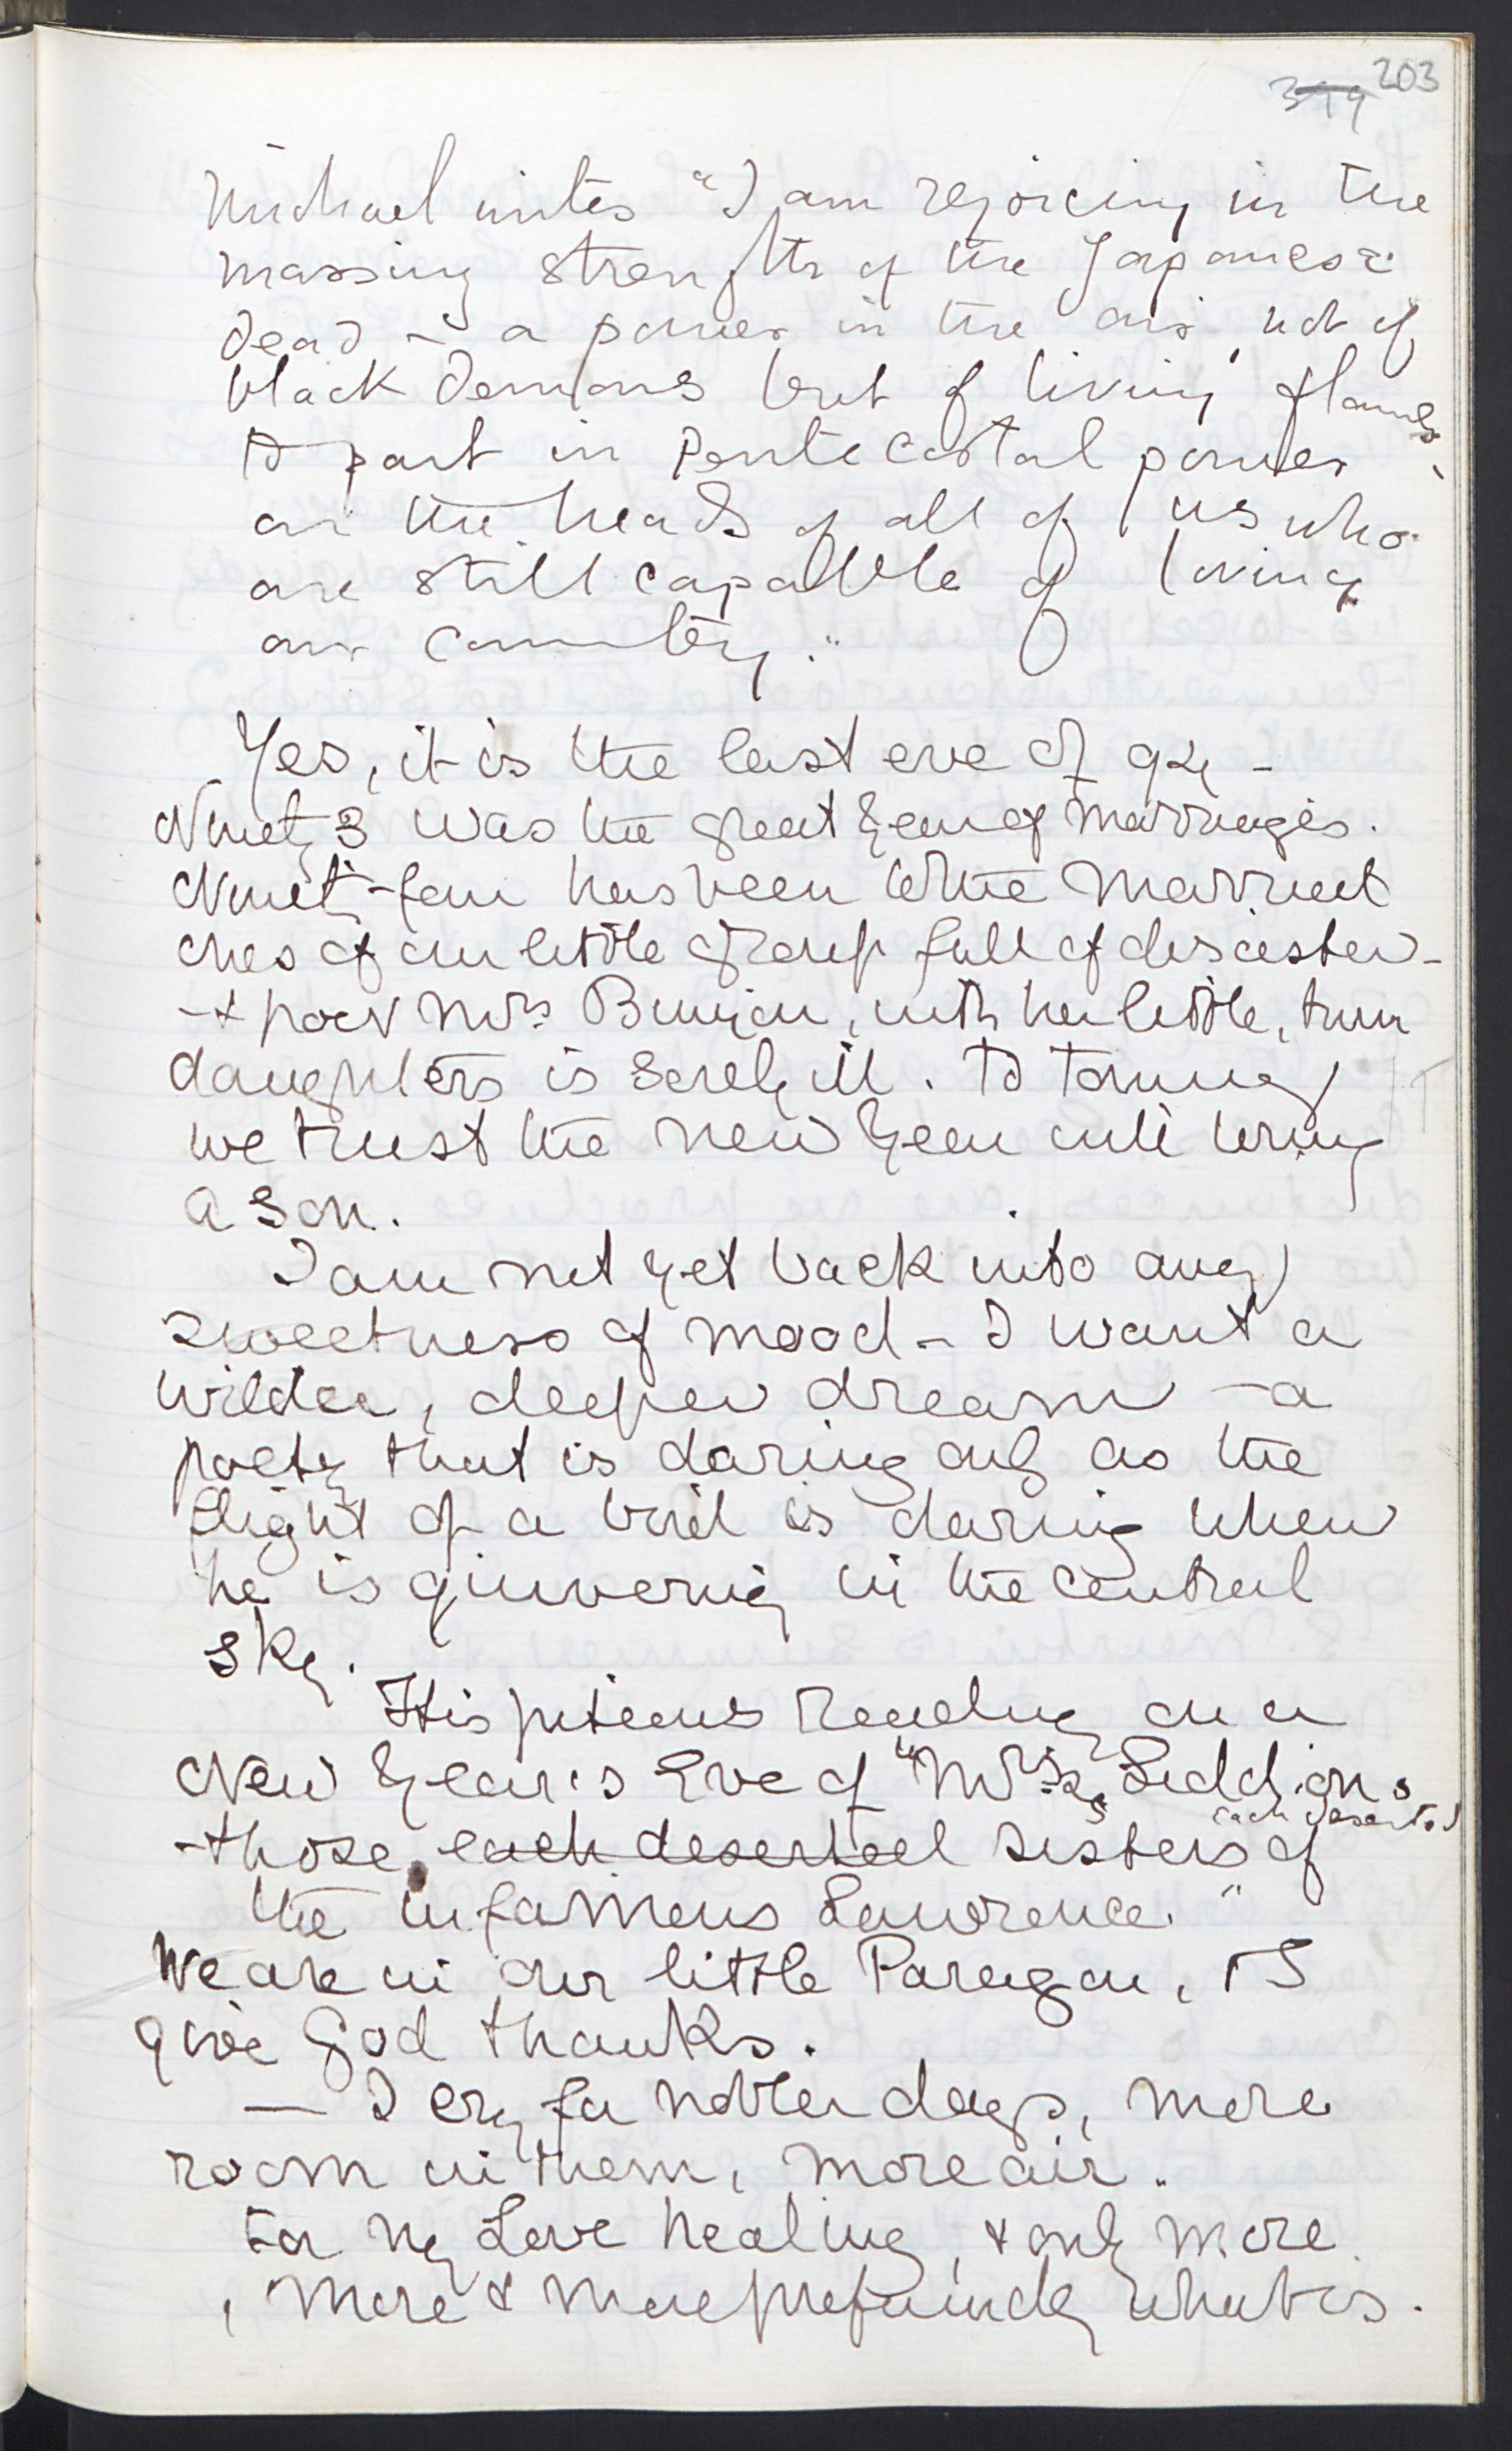 203
399
Michael writes "I am rejoicing in the
massing strength of the Japanese
dead – a power in the air, not of
black demons but of living flames,
to part in Pentecostal power
on the heads of all of us who
are still capable of loving
our country."
Yes, it is the last eve of 94 –
Ninety 3 was the great year of marriages.
Ninety-four has been to the married
ones of our little group full of disaster –
– & poor Mrs Bunyan, with her little, twin
daughters is sorely ill. To Tommy
we trust the new year will bring
a son.
I am not yet back into any
sweetness of mood – I want a
wilder, deeper dream – a
poetry that is daring only as the
flight of a bird is daring when
he is quivering in the central
sky.
It is piteous reading on a
New Year's Eve of "Misses Siddons
each deserted
– those each deserted sisters of
the infamous Lawrence."
We are in our little Paragon, & I
give God thanks.
— I cry for nobler days, more
room in them, more air.
For my Love healing, & only more,
, more & more profoundly what is.